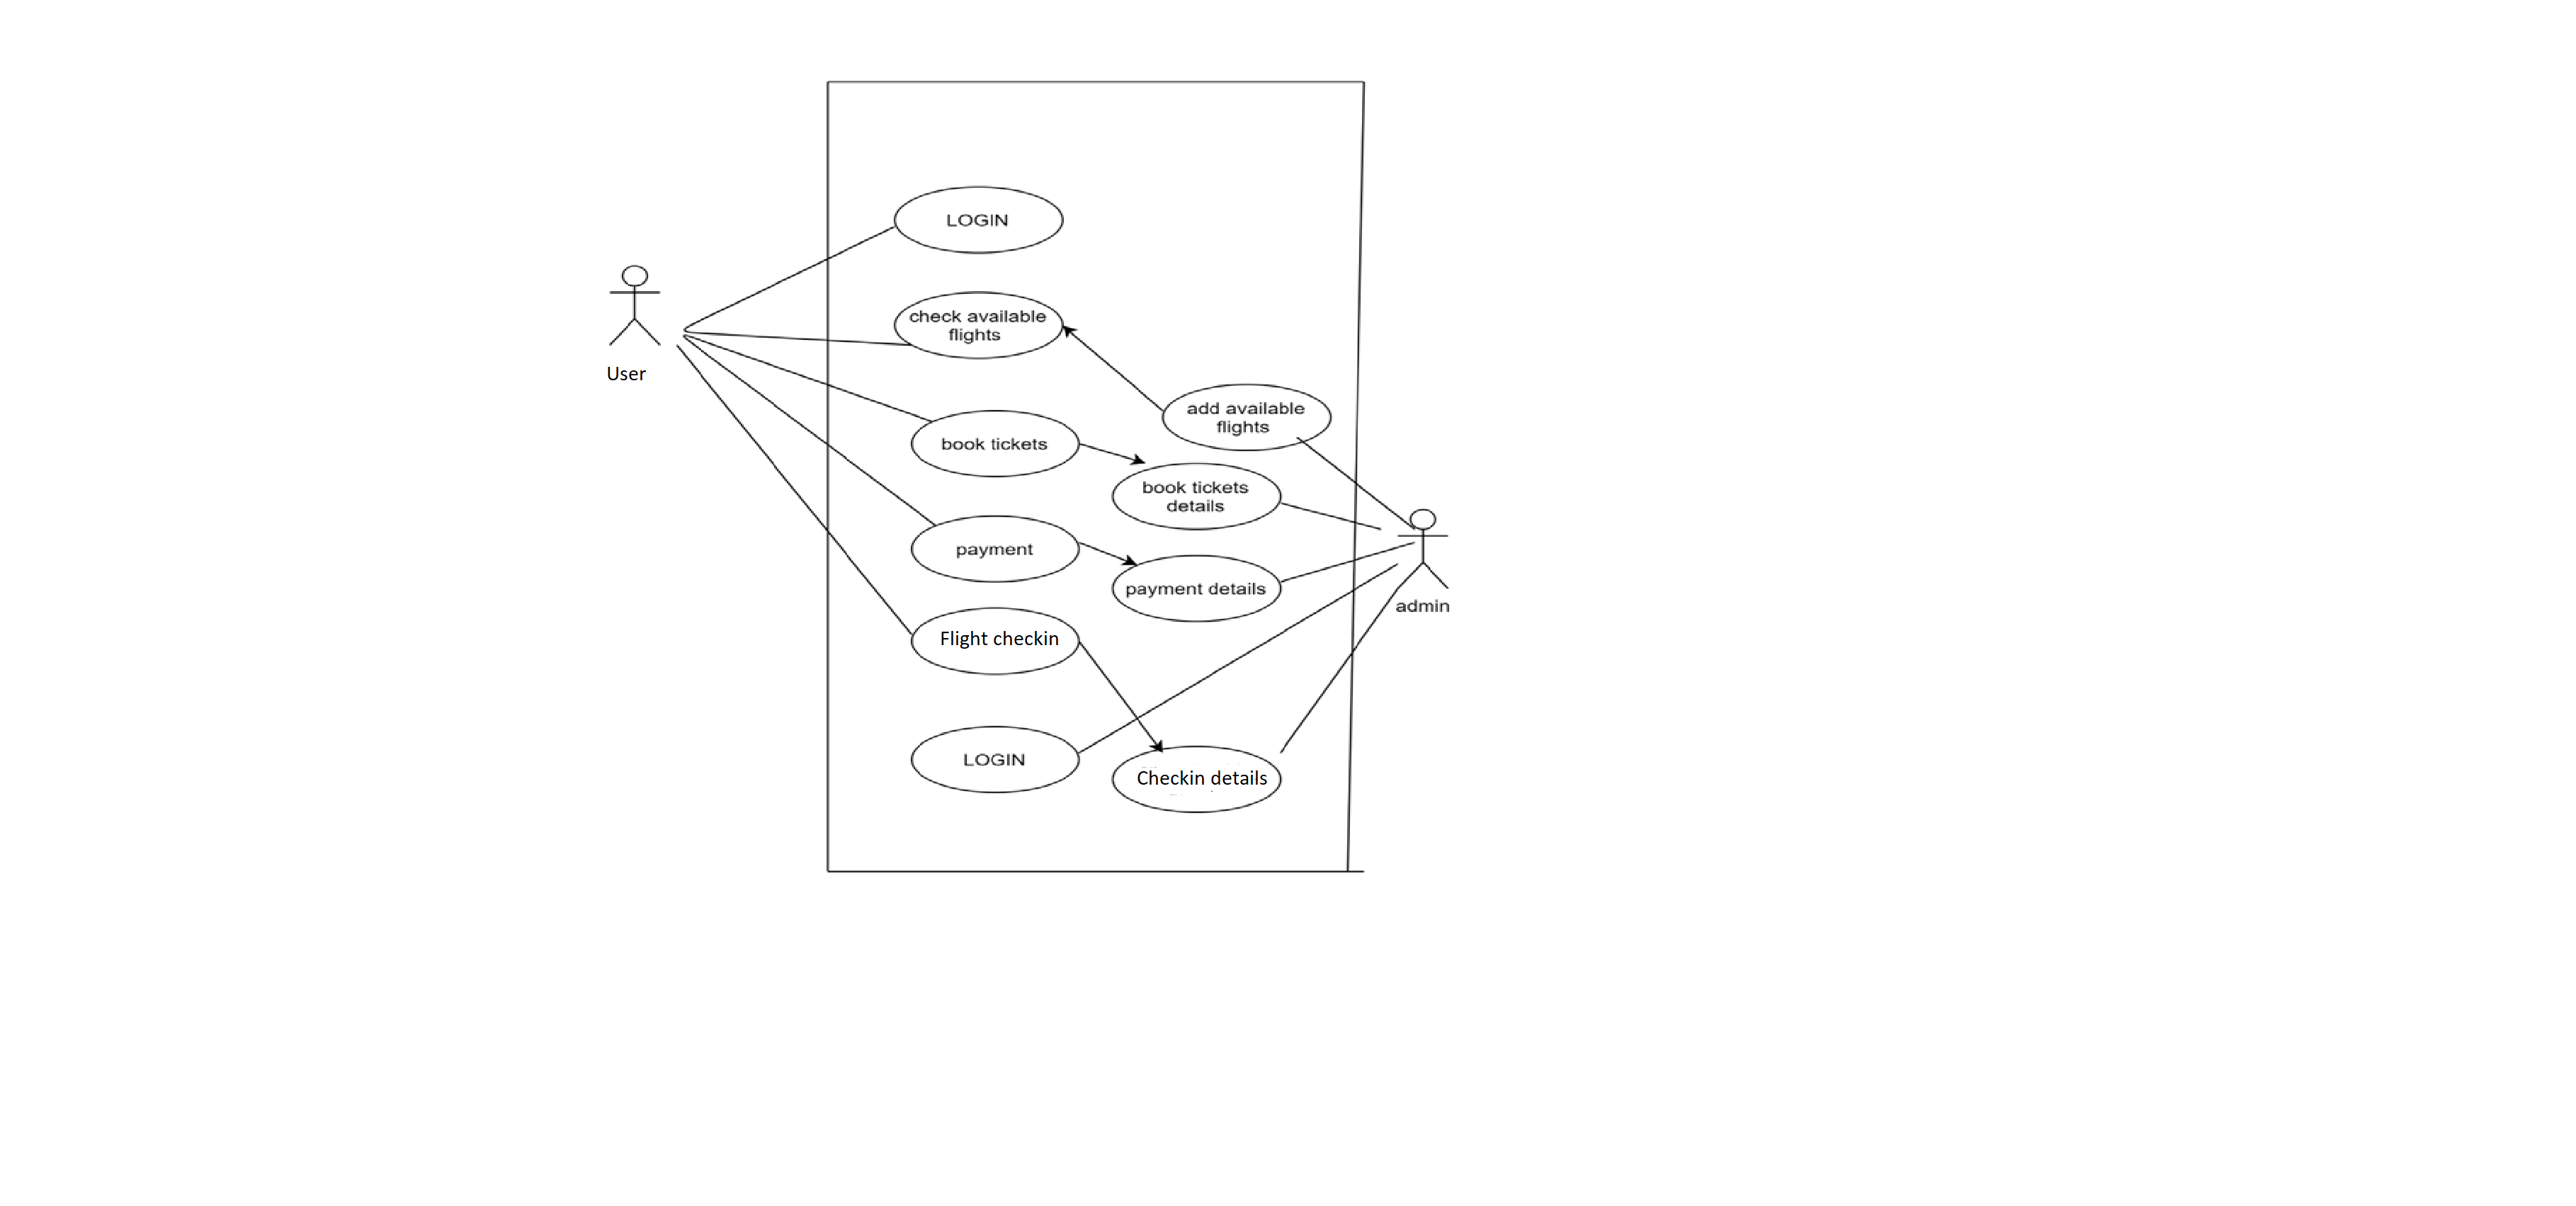 LOGIN
check available
flights
User
add available
flights
book tickets
book tickets
details
payment
payment details
admin
Flight checkin
LOGIN
Checkin details